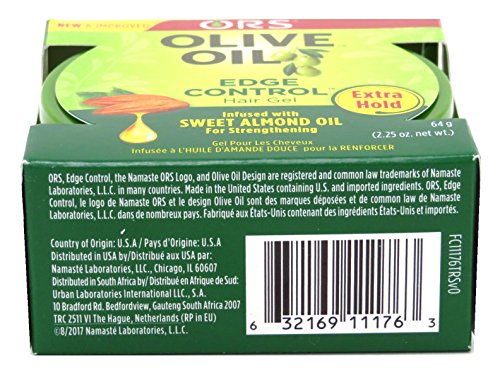 NEW & IMPROVED!
ORS
OLIVE
OIL
EDGE
CONTROL™
Hair Gel
Extra
Hold
Infused with
SWEET ALMOND OIL
For Strengthening
64 g
(2.25 oz. net wt.)
Gel Pour Les Cheveux
Infusée à L'HUILE D'AMANDE DOUCE pour la RENFORCER
ORS, Edge Control, the Namaste ORS Logo, and Olive Oil Design are registered and common law trademarks of Namaste
Laboratories, L.L.C. in many countries. Made in the United States containing U.S. and imported ingredients. ORS, Edge
Control, le logo de Namaste ORS et le design Olive Oil sont des marques déposées et de common law de Namaste
Laboratories, L.L.C. dans de nombreux pays. Fabriqué aux États-Unis contenant des ingrédients États-Unis et importés.
Country of Origin: U.S.A / Pays d'Origine: U.S.A
Distributed in USA by/Distribué aux USA par:
Namasté Laboratories, LLC., Chicago, IL 60607
Distributed in South Africa by/ Distribué en Afrique de Sud:
Urban Laboratories International LLC., S.A.
10 Bradford Rd. Bedfordview, Gauteng South Africa 2007
TRC 2511 VI The Hague, Netherlands (RP in EU)
©8/2017 Namasté Laboratories, L.L.C.
6 32169 11176 3
FC111761RSv0